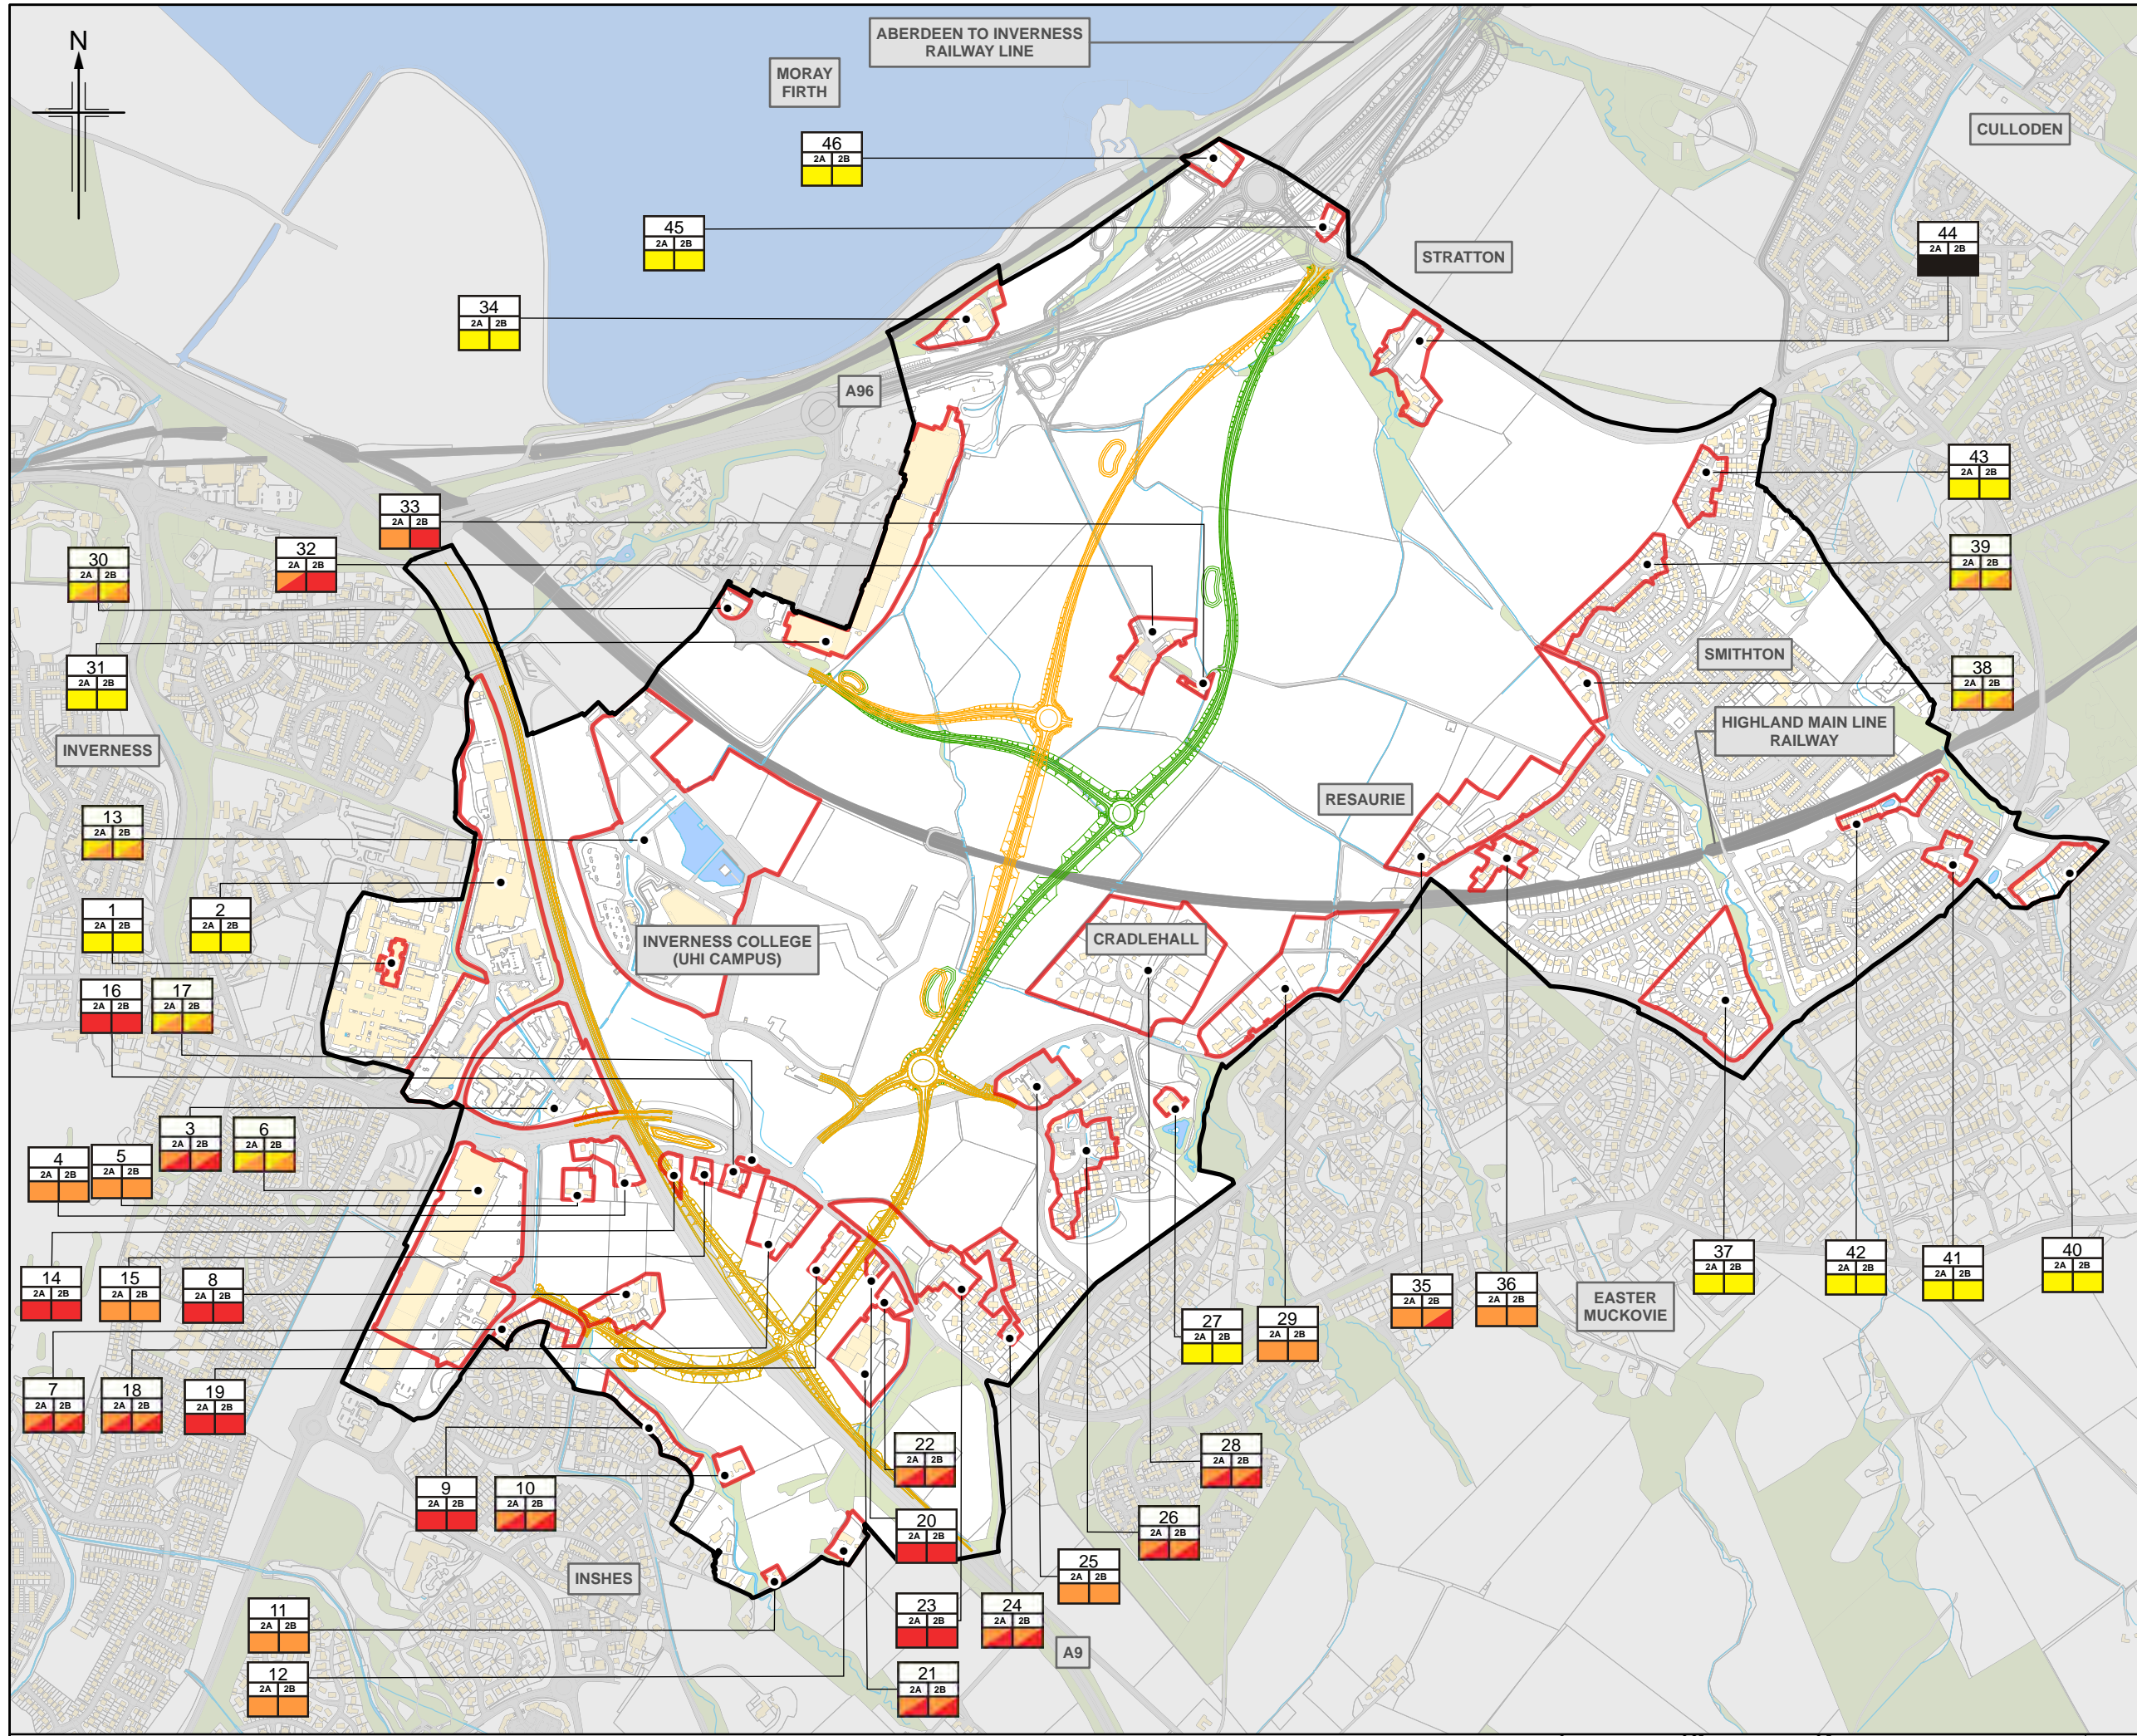 N
ABERDEEN TO INVERNESS
RAILWAY LINE
MORAY
FIRTH
CULLODEN
46
2A 2B
45
2A 2B
44
2A 2B
STRATTON
34
2A 2B
A96
43
2A 2B
33
2A 2B
32
2A 2B
30
2A 2B
39
2A 2B
31
2A 2B
SMITHTON
38
2A 2B
HIGHLAND MAIN LINE
RAILWAY
INVERNESS
RESAURIE
13
2A 2B
1
2A 2B
2
2A 2B
INVERNESS COLLEGE
(UHI CAMPUS)
CRADLEHALL
16
2A 2B
17
2A 2B
3
2A 2B
6
2A 2B
4
2A 2B
5
2A 2B
14
2A 2B
15
2A 2B
8
2A 2B
37
2A 2B
42
2A 2B
41
2A 2B
40
2A 2B
35
2A 2B
36
2A 2B
EASTER
MUCKOVIE
27
2A 2B
29
2A 2B
7
2A 2B
18
2A 2B
19
2A 2B
22
2A 2B
28
2A 2B
9
2A 2B
10
2A 2B
20
2A 2B
26
2A 2B
25
2A 2B
INSHES
11
2A 2B
23
2A 2B
24
2A 2B
A9
12
2A 2B
21
2A 2B